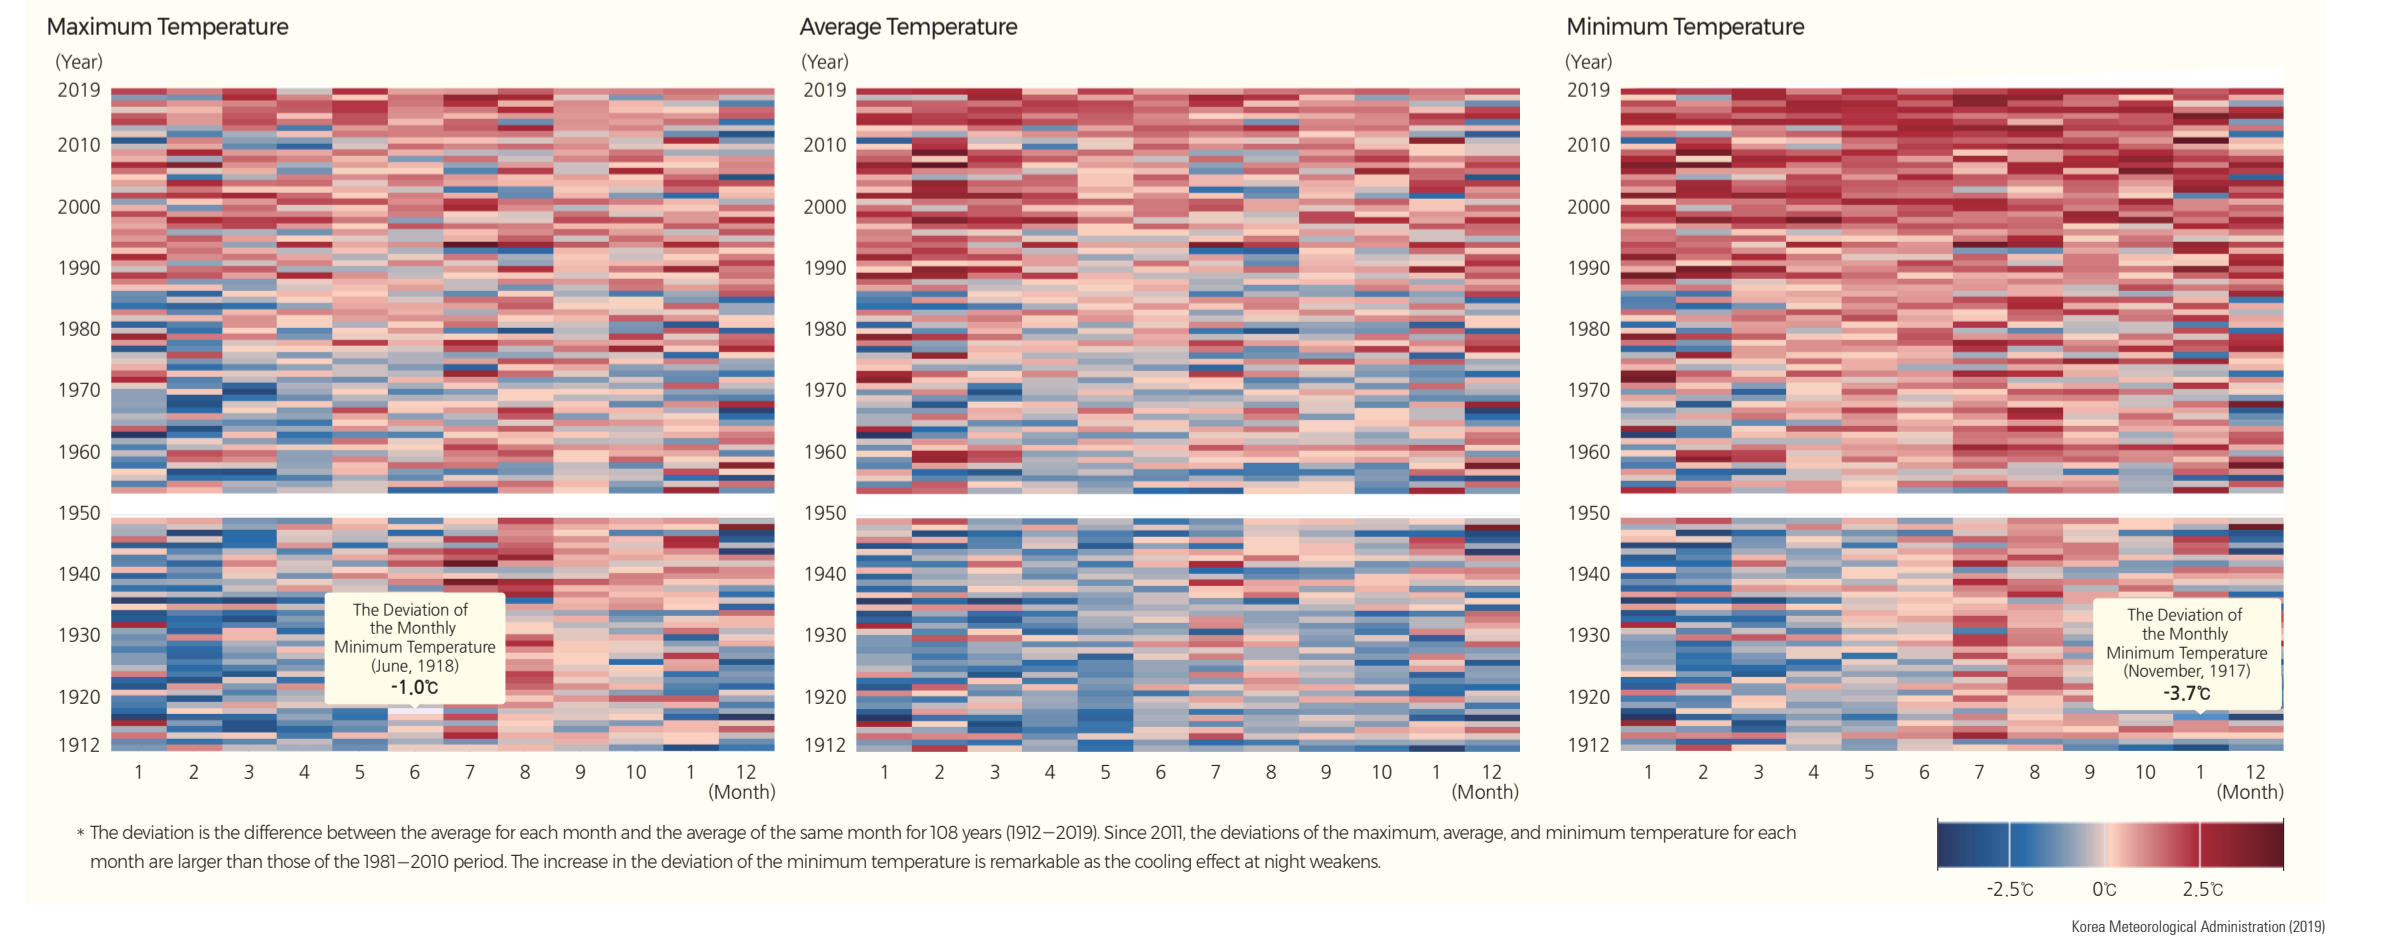 Maximum Temperature
(Year)
2019
2010
2000
1990
1980
1970
1960
1950
1940
1930
1920
1912
1 2 3 4 5 6 7 8 9 10 1 12
(Month)
The Deviation of
the Monthly
Minimum Temperature
(June, 1918)
-1.0℃
Average Temperature
(Year)
2019
2010
2000
1990
1980
1970
1960
1950
1940
1930
1920
1912
1 2 3 4 5 6 7 8 9 10 1 12
(Month)
Minimum Temperature
(Year)
2019
2010
2000
1990
1980
1970
1960
1950
1940
1930
1920
1912
1 2 3 4 5 6 7 8 9 10 1 12
(Month)
The Deviation of
the Monthly
Minimum Temperature
(November, 1917)
-3.7℃
* The deviation is the difference between the average for each month and the average of the same month for 108 years (1912–2019). Since 2011, the deviations of the maximum, average, and minimum temperature for each
month are larger than those of the 1981–2010 period. The increase in the deviation of the minimum temperature is remarkable as the cooling effect at night weakens.
-2.5℃ 0℃ 2.5℃
Korea Meteorological Administration (2019)